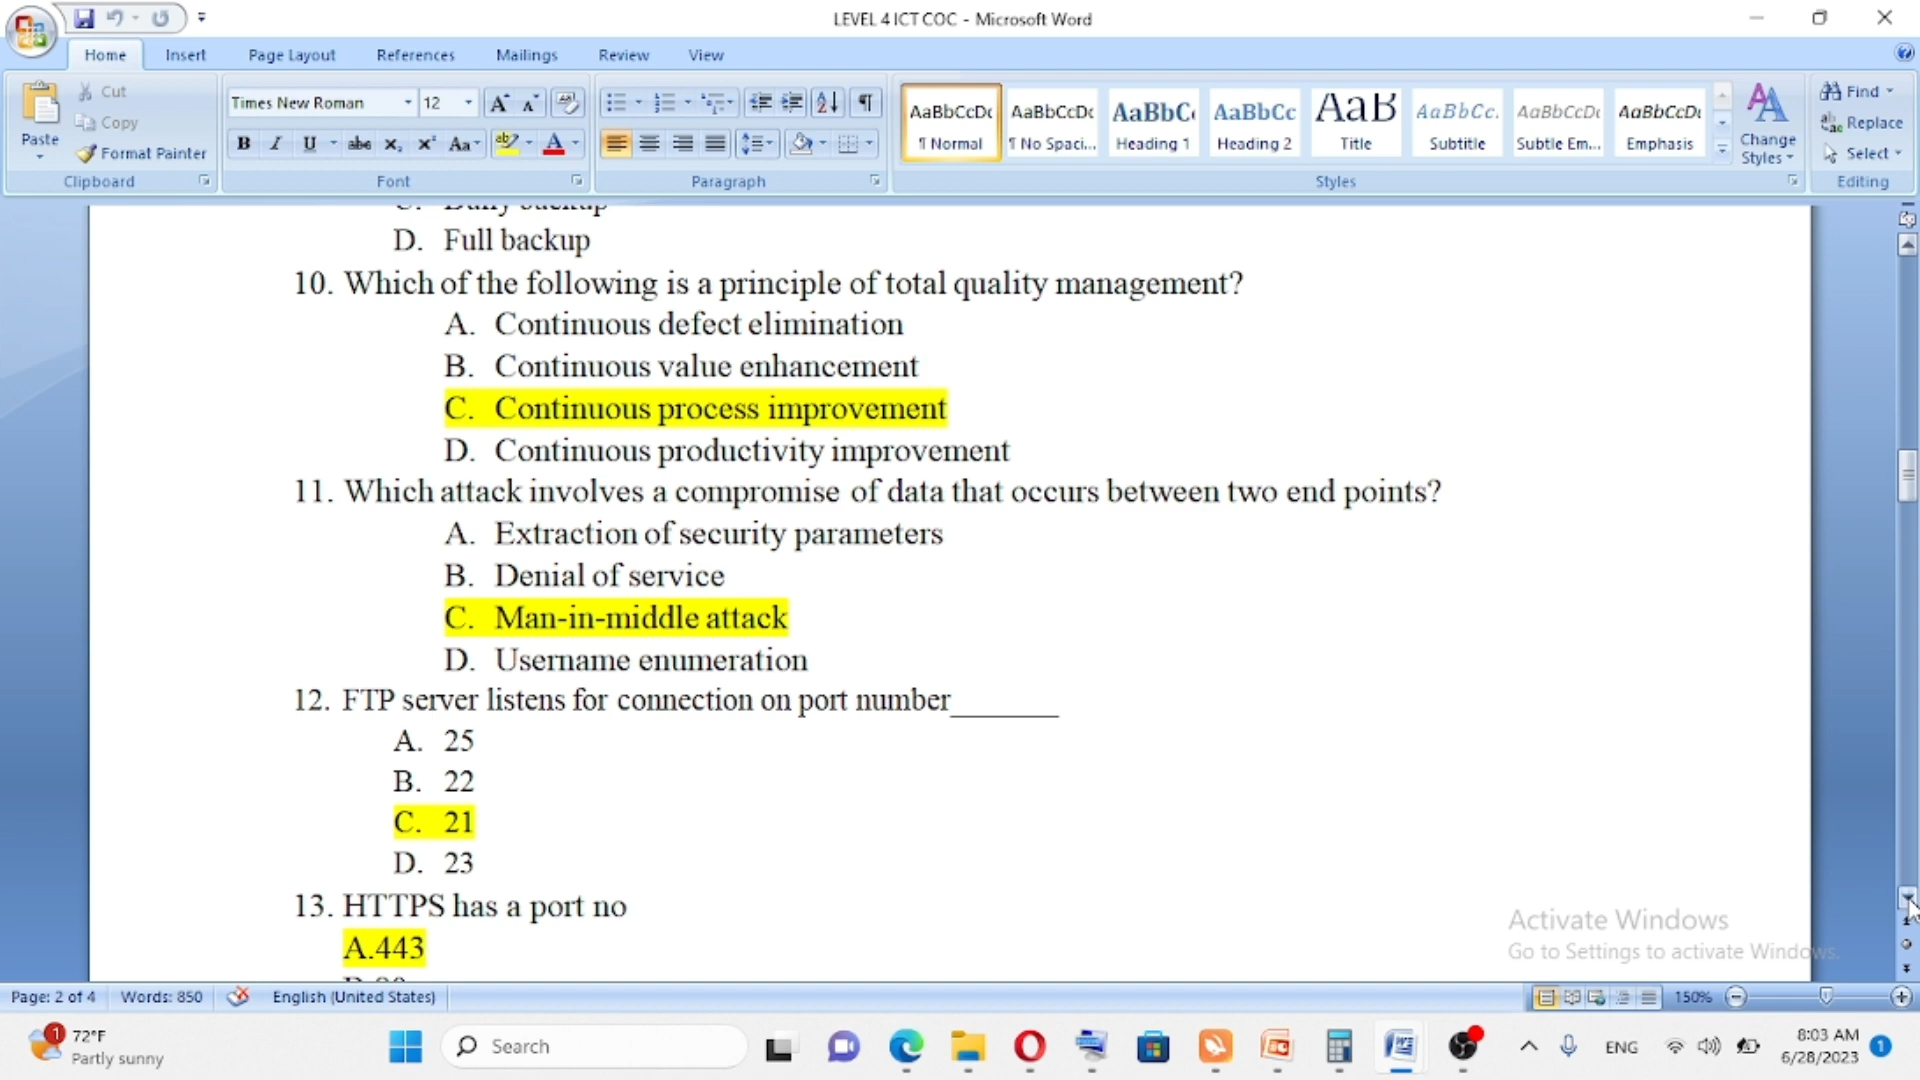 LEVEL 4 ICT COC - Microsoft Word
Home Insert Page Layout References Mailings Review View
Paste
Cut
Copy
Format Painter
Clipboard
Times New Roman 12
B I U abe X₂ X² Aa
Font
Paragraph
AaBbCcDc AaBbCcDc AaBbC AaBbCc AaB AaBbCc. AaBbCcDc AaBbCcDc
¶ Normal ¶ No Spaci... Heading 1 Heading 2 Title Subtitle Subtle Em... Emphasis
Styles
Change
Styles
Find
Replace
Select
Editing
C. Daily backup
D. Full backup
10. Which of the following is a principle of total quality management?
A. Continuous defect elimination
B. Continuous value enhancement
C. Continuous process improvement
D. Continuous productivity improvement
11. Which attack involves a compromise of data that occurs between two end points?
A. Extraction of security parameters
B. Denial of service
C. Man-in-middle attack
D. Username enumeration
12. FTP server listens for connection on port number_______
A. 25
B. 22
C. 21
D. 23
13. HTTPS has a port no
A.443
Activate Windows
Go to Settings to activate Windows.
Page: 2 of 4 Words: 850 English (United States) 150%
1
72°F
Partly sunny
Search
ENG
8:03 AM
6/28/2023
1